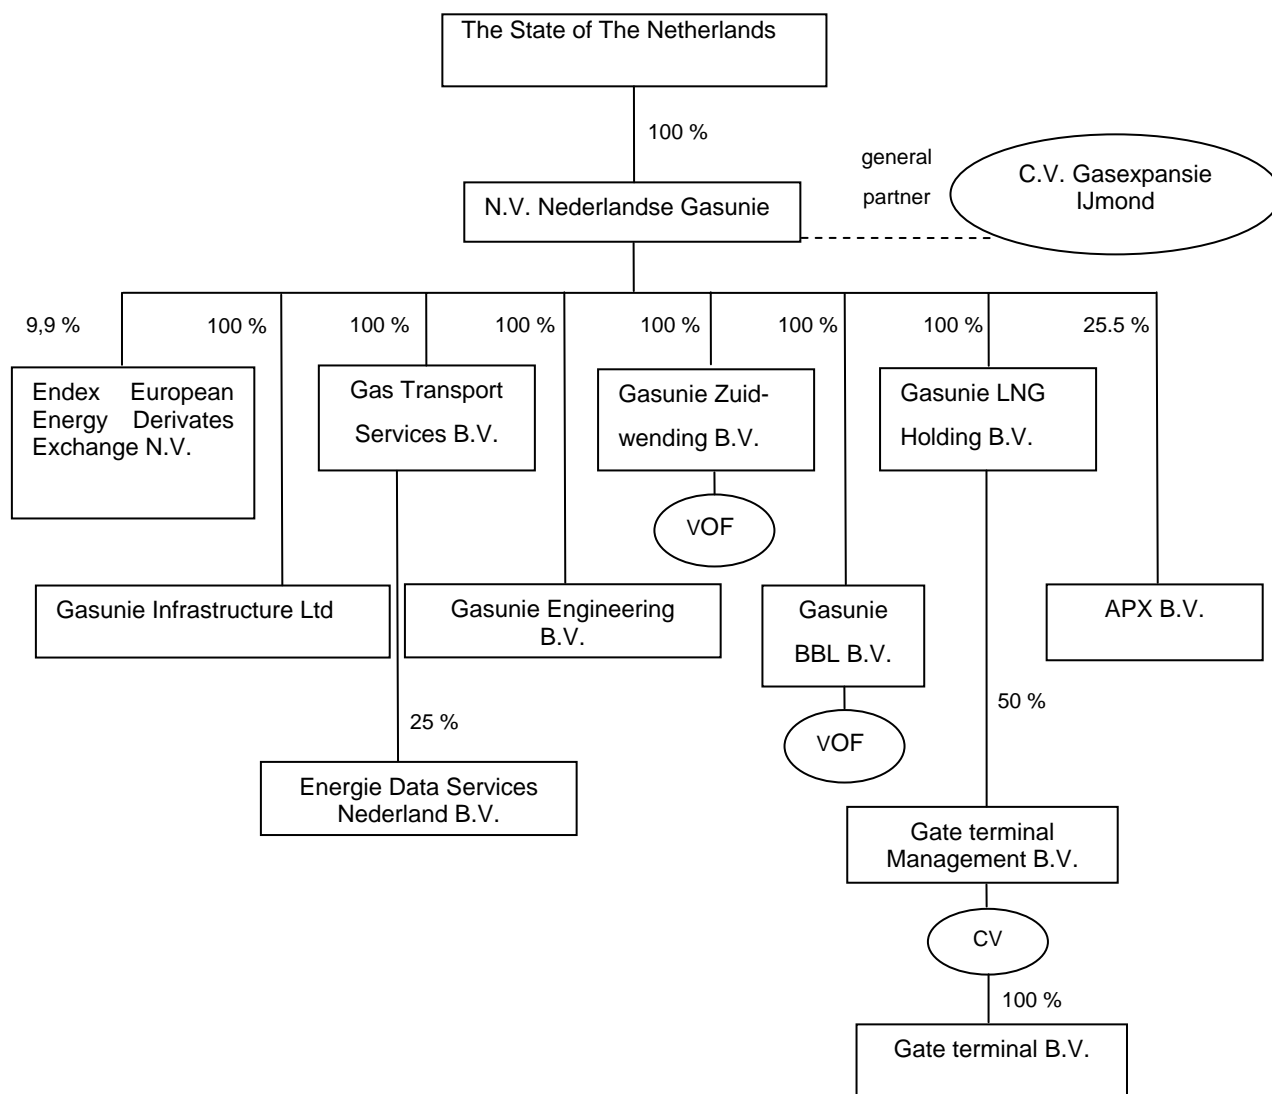 The State of The Netherlands
100 %
general
partner
C.V. Gasexpansie
IJmond
N.V. Nederlandse Gasunie
9,9 %
100 %
100 %
100 %
100 %
100 %
100 %
25.5 %
Endex European
Energy Derivates
Exchange N.V.
Gas Transport
Services B.V.
Gasunie Zuid-
wending B.V.
Gasunie LNG
Holding B.V.
VOF
Gasunie Infrastructure Ltd
Gasunie Engineering
B.V.
Gasunie
BBL B.V.
APX B.V.
25 %
50 %
VOF
Energie Data Services
Nederland B.V.
Gate terminal
Management B.V.
CV
100 %
Gate terminal B.V.